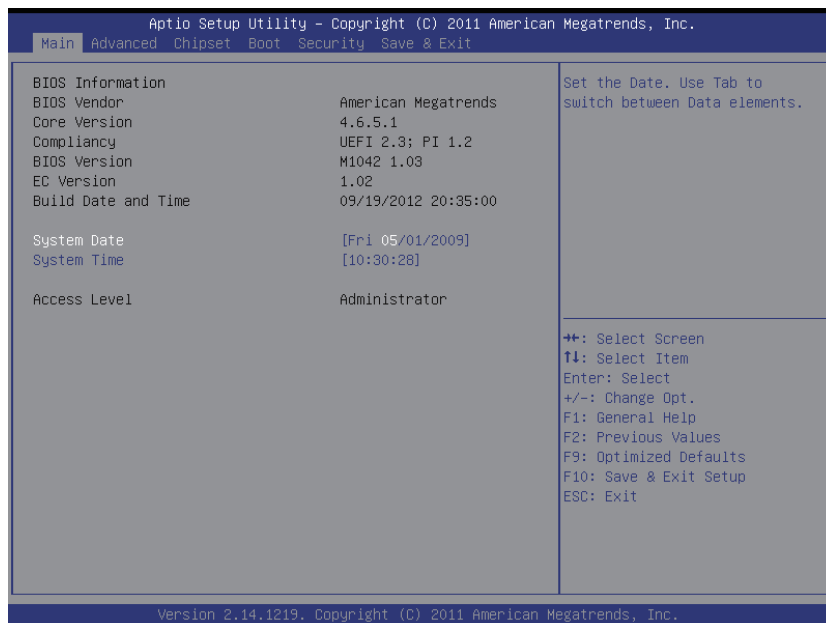 Aptio Setup Utility – Copyright (C) 2011 American Megatrends, Inc.
Main Advanced Chipset Boot Security Save & Exit
BIOS Information
BIOS Vendor American Megatrends
Core Version 4.6.5.1
Compliancy UEFI 2.3; PI 1.2
BIOS Version M1042 1.03
EC Version 1.02
Build Date and Time 09/19/2012 20:35:00
System Date [Fri 05/01/2009]
System Time [10:30:28]
Access Level Administrator
Set the Date. Use Tab to
switch between Data elements.
→←: Select Screen
↑↓: Select Item
Enter: Select
+/-: Change Opt.
F1: General Help
F2: Previous Values
F9: Optimized Defaults
F10: Save & Exit Setup
ESC: Exit
Version 2.14.1219. Copyright (C) 2011 American Megatrends, Inc.